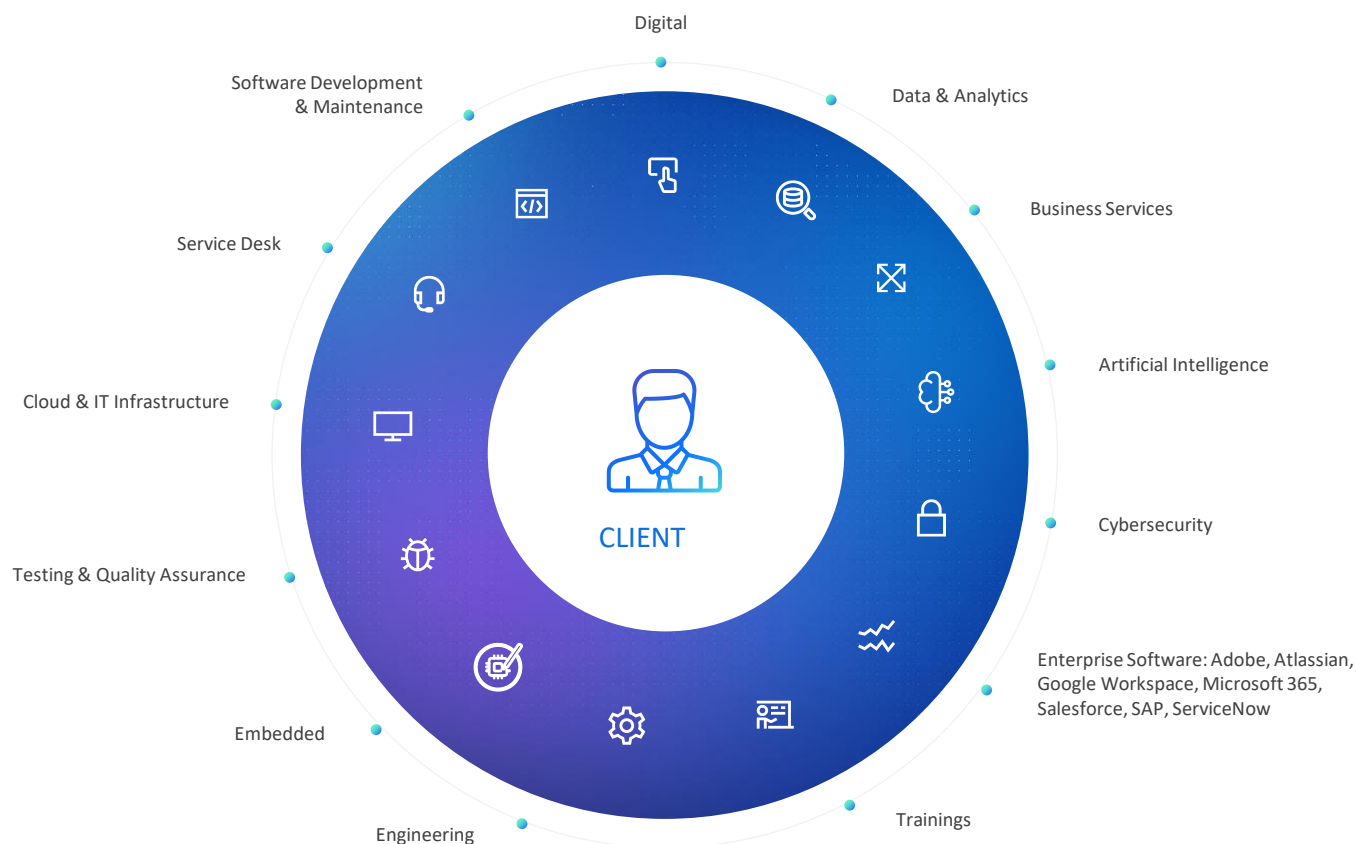 Digital
Software Development
& Maintenance
Data & Analytics
Business Services
Service Desk
Artificial Intelligence
Cloud & IT Infrastructure
CLIENT
Cybersecurity
Testing & Quality Assurance
Enterprise Software: Adobe, Atlassian,
Google Workspace, Microsoft 365,
Salesforce, SAP, ServiceNow
Embedded
Trainings
Engineering